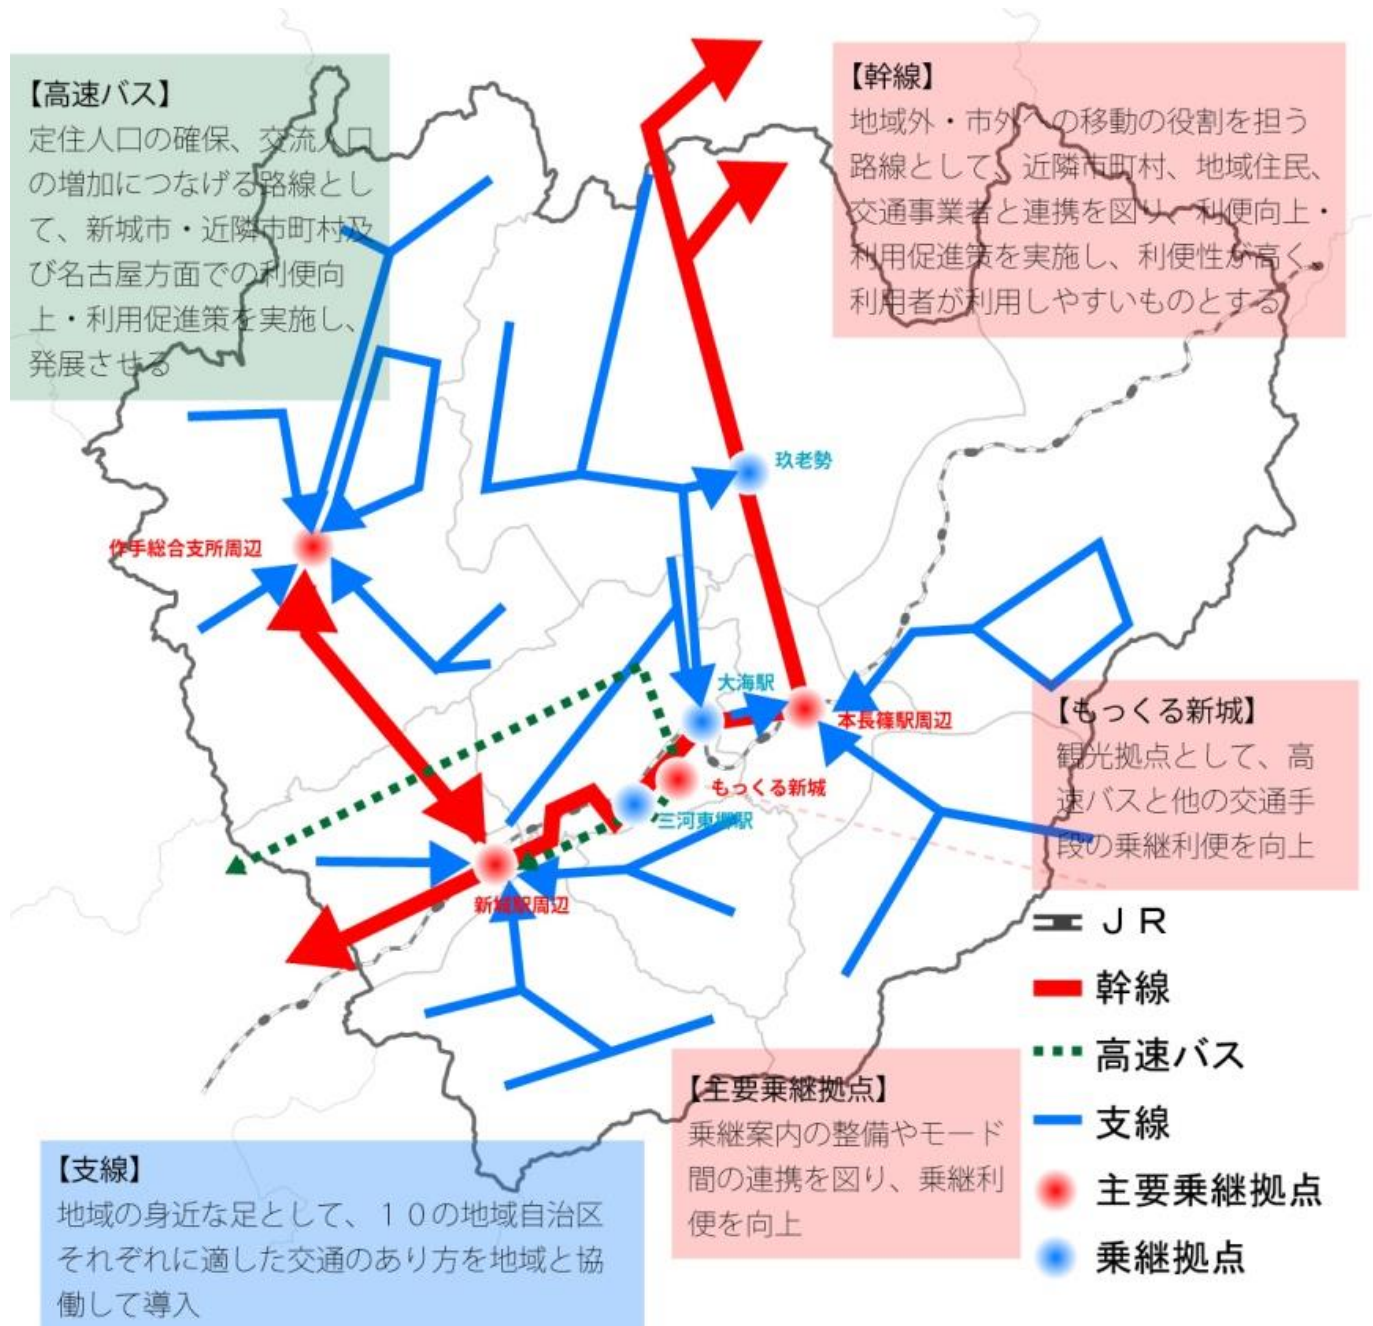 【高速バス】
定住人口の確保、交流人口
の増加につなげる路線とし
て、新城市・近隣市町村及
び名古屋方面での利便向
上・利用促進策を実施し、
発展させる
【幹線】
地域外・市外への移動の役割を担う
路線として、近隣市町村、地域住民、
交通事業者と連携を図り、利便向上・
利用促進策を実施し、利便性が高く、
利用者が利用しやすいものとする
玖老勢
作手総合支所周辺
大海駅
本長篠駅周辺
もっくる新城
三河東郷駅
新城駅周辺
【もっくる新城】
観光拠点として、高
速バスと他の交通手
段の乗継利便を向上
ＪＲ
幹線
高速バス
支線
主要乗継拠点
乗継拠点
【主要乗継拠点】
乗継案内の整備やモード
間の連携を図り、乗継利
便を向上
【支線】
地域の身近な足として、１０の地域自治区
それぞれに適した交通のあり方を地域と協
働して導入